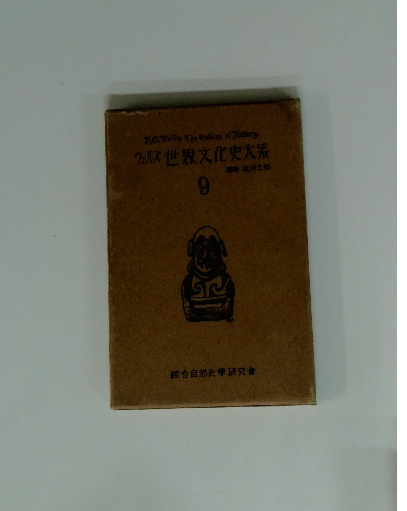 H.G. Wells: The Outline of History
ウェルズ 世界文化史大系
9
綜合自然史學研究會